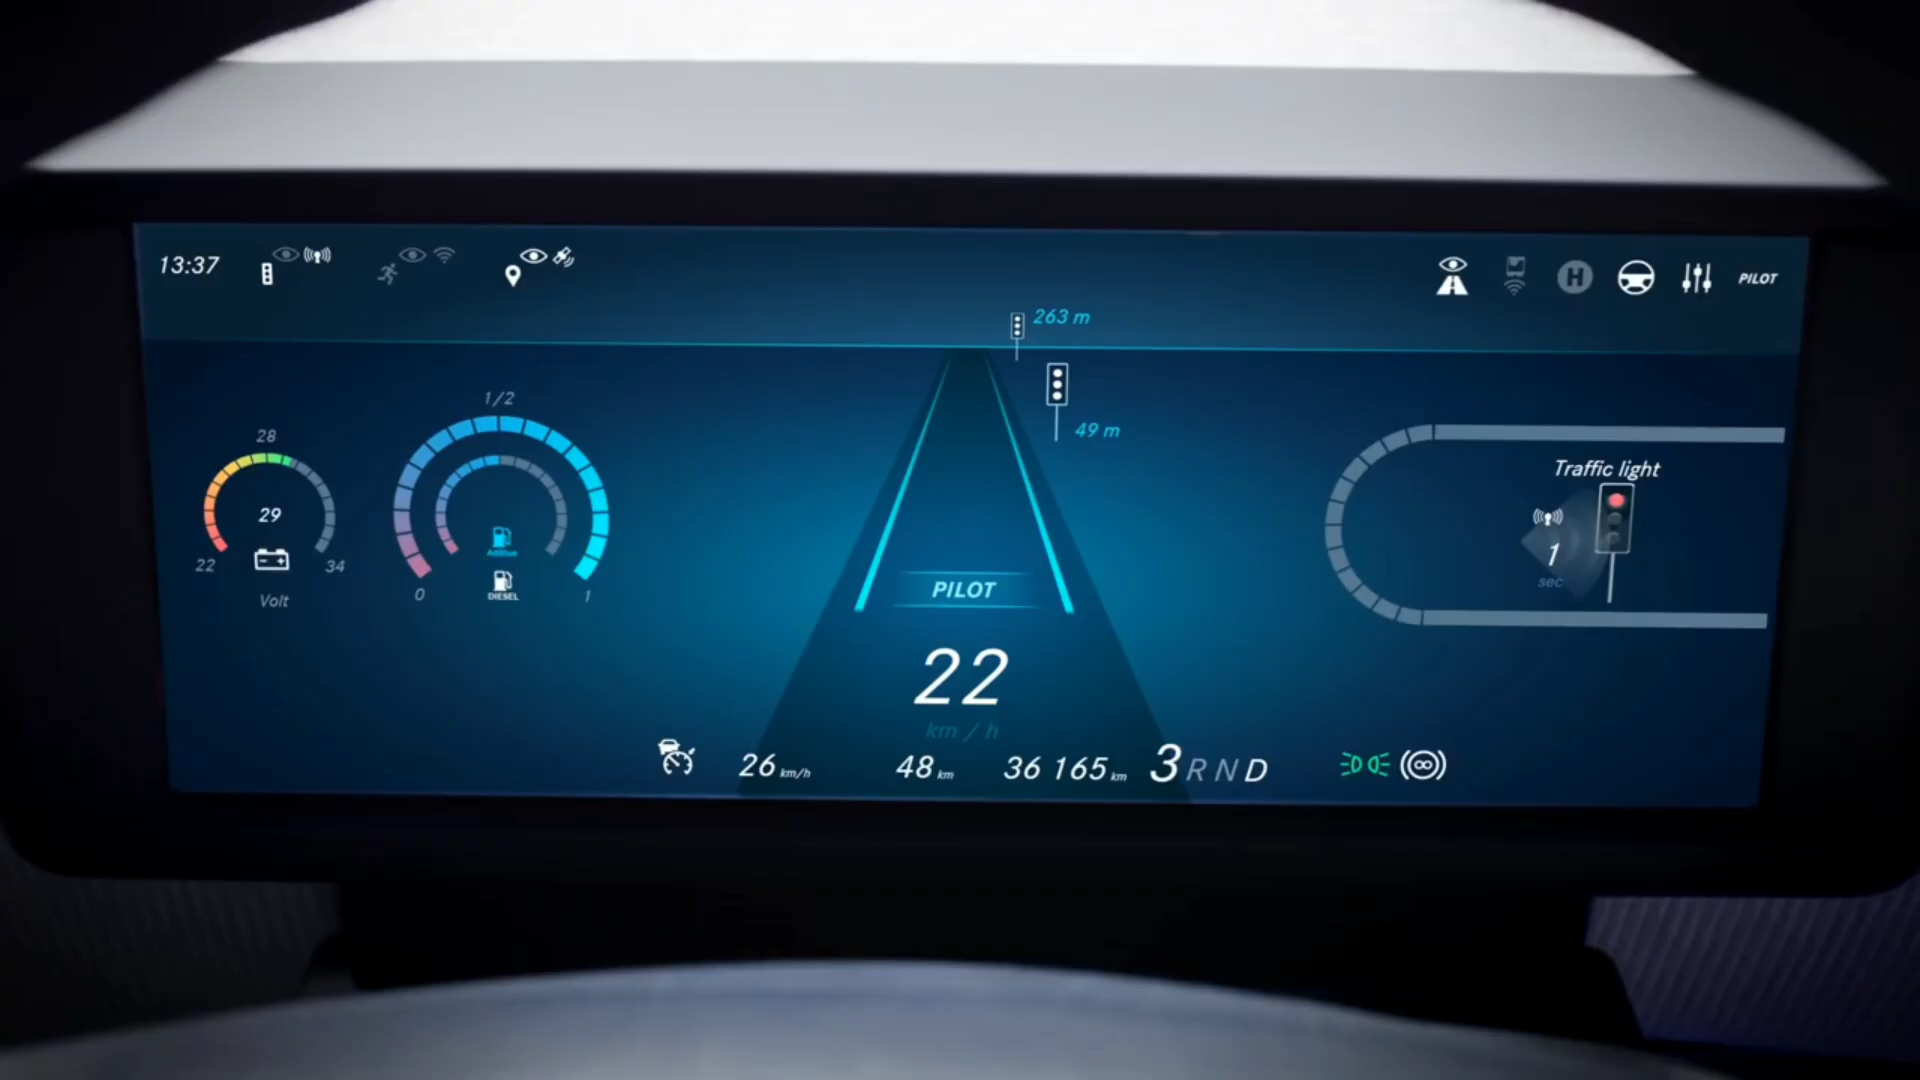 13:37
H
PILOT
263 m
49 m
28
29
22
34
Volt
1/2
AdBlue
DIESEL
0
1
Traffic light
1
sec
PILOT
22
km / h
26 km/h
48 km
36 165 km
3 R N D